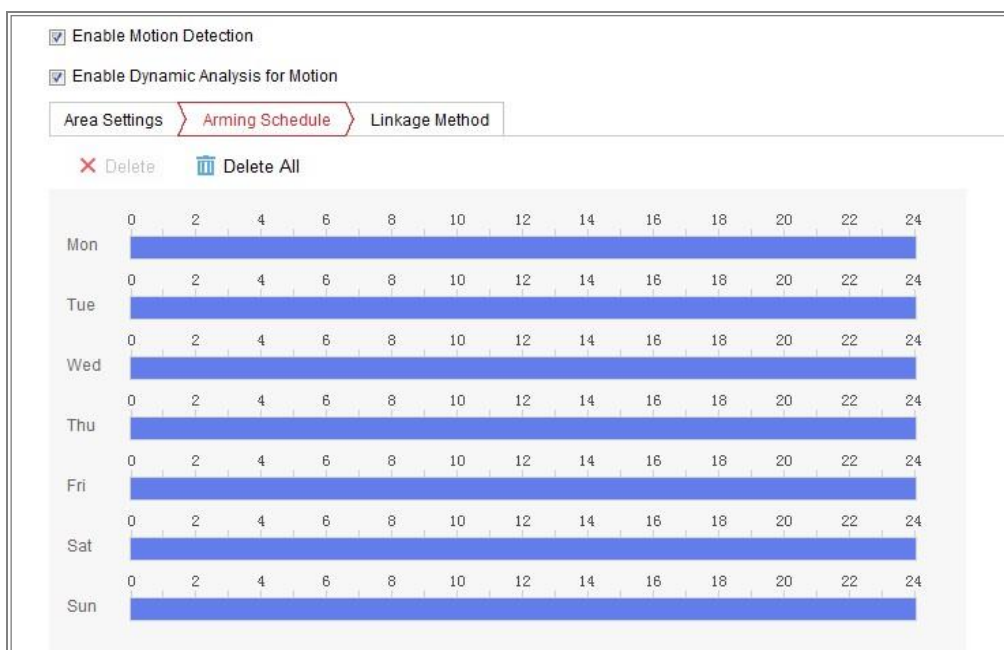 Enable Motion Detection
Enable Dynamic Analysis for Motion
Area Settings Arming Schedule Linkage Method
Delete Delete All
0 2 4 6 8 10 12 14 16 18 20 22 24
Mon
0 2 4 6 8 10 12 14 16 18 20 22 24
Tue
0 2 4 6 8 10 12 14 16 18 20 22 24
Wed
0 2 4 6 8 10 12 14 16 18 20 22 24
Thu
0 2 4 6 8 10 12 14 16 18 20 22 24
Fri
0 2 4 6 8 10 12 14 16 18 20 22 24
Sat
0 2 4 6 8 10 12 14 16 18 20 22 24
Sun